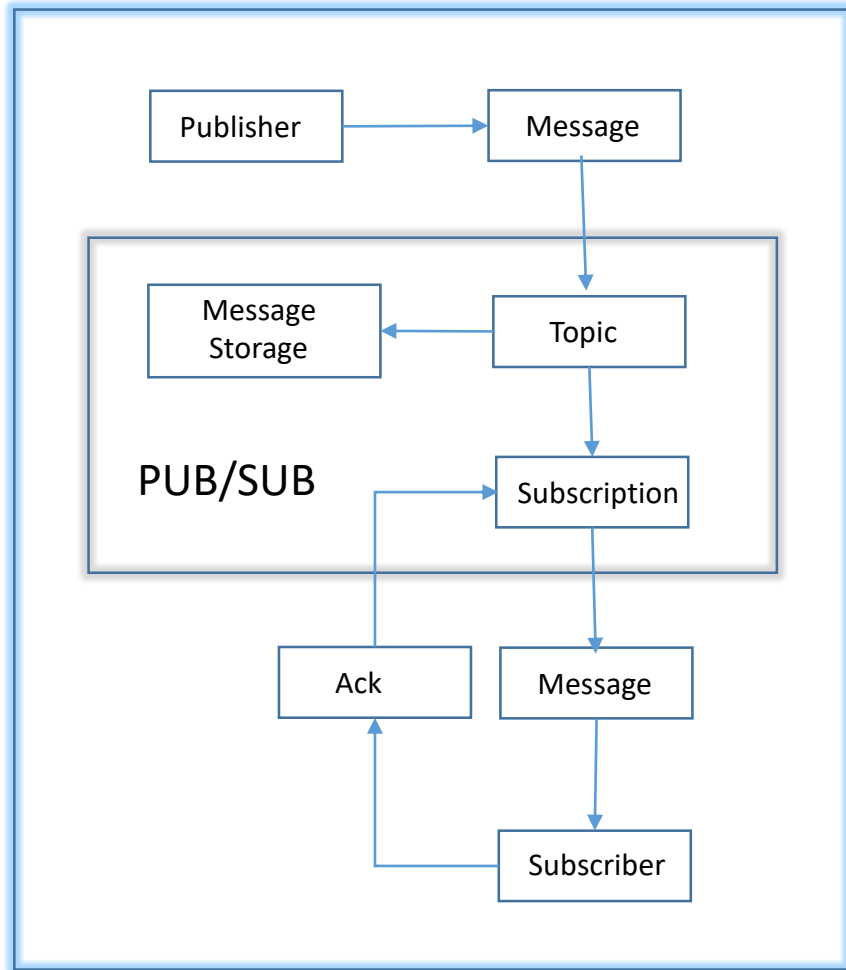 Publisher
Message
Message
Storage
Topic
PUB/SUB
Subscription
Ack
Message
Subscriber